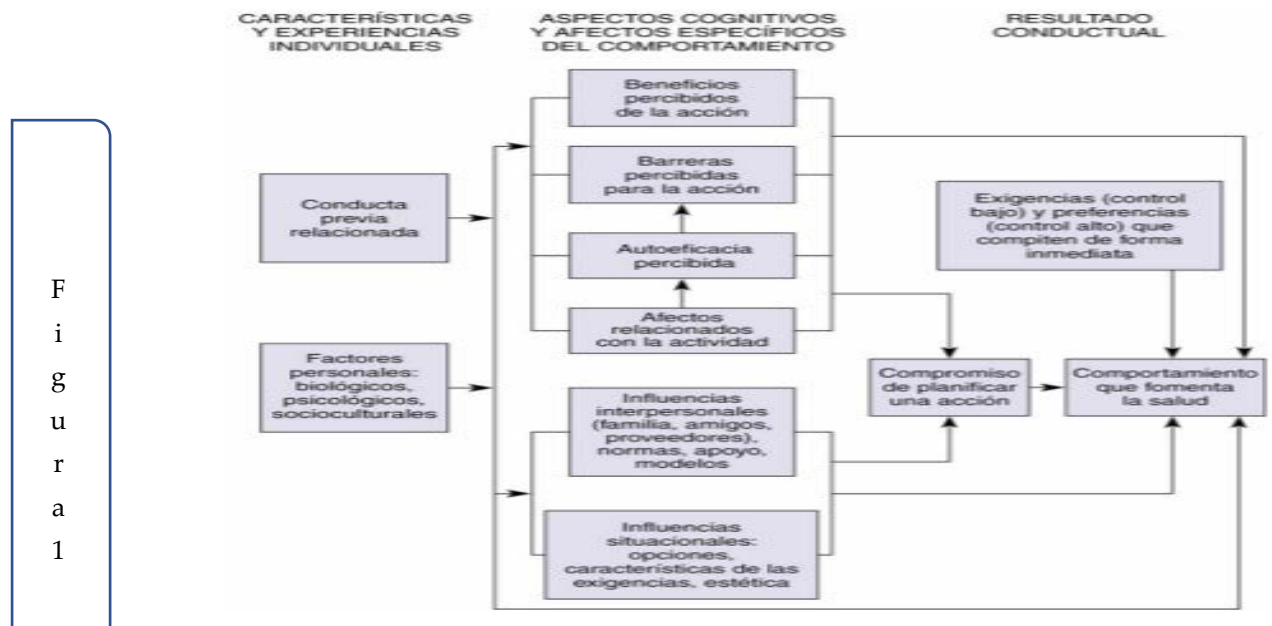 CARACTERÍSTICAS
Y EXPERIENCIAS
INDIVIDUALES
ASPECTOS COGNITIVOS
Y AFECTOS ESPECÍFICOS
DEL COMPORTAMIENTO
RESULTADO
CONDUCTUAL
Beneficios
percibidos
de la acción
Barreras
percibidas
para la acción
Conducta
previa
relacionada
Exigencias (control
bajo) y preferencias
(control alto) que
compiten de forma
inmediata
Autoeficacia
percibida
Afectos
relacionados
con la actividad
Factores
personales:
biológicos,
psicológicos,
socioculturales
Compromiso
de planificar
una acción
Comportamiento
que fomenta
la salud
Influencias
interpersonales
(familia, amigos,
proveedores),
normas, apoyo,
modelos
Influencias
situacionales:
opciones,
características de las
exigencias, estética
F
i
g
u
r
a
1